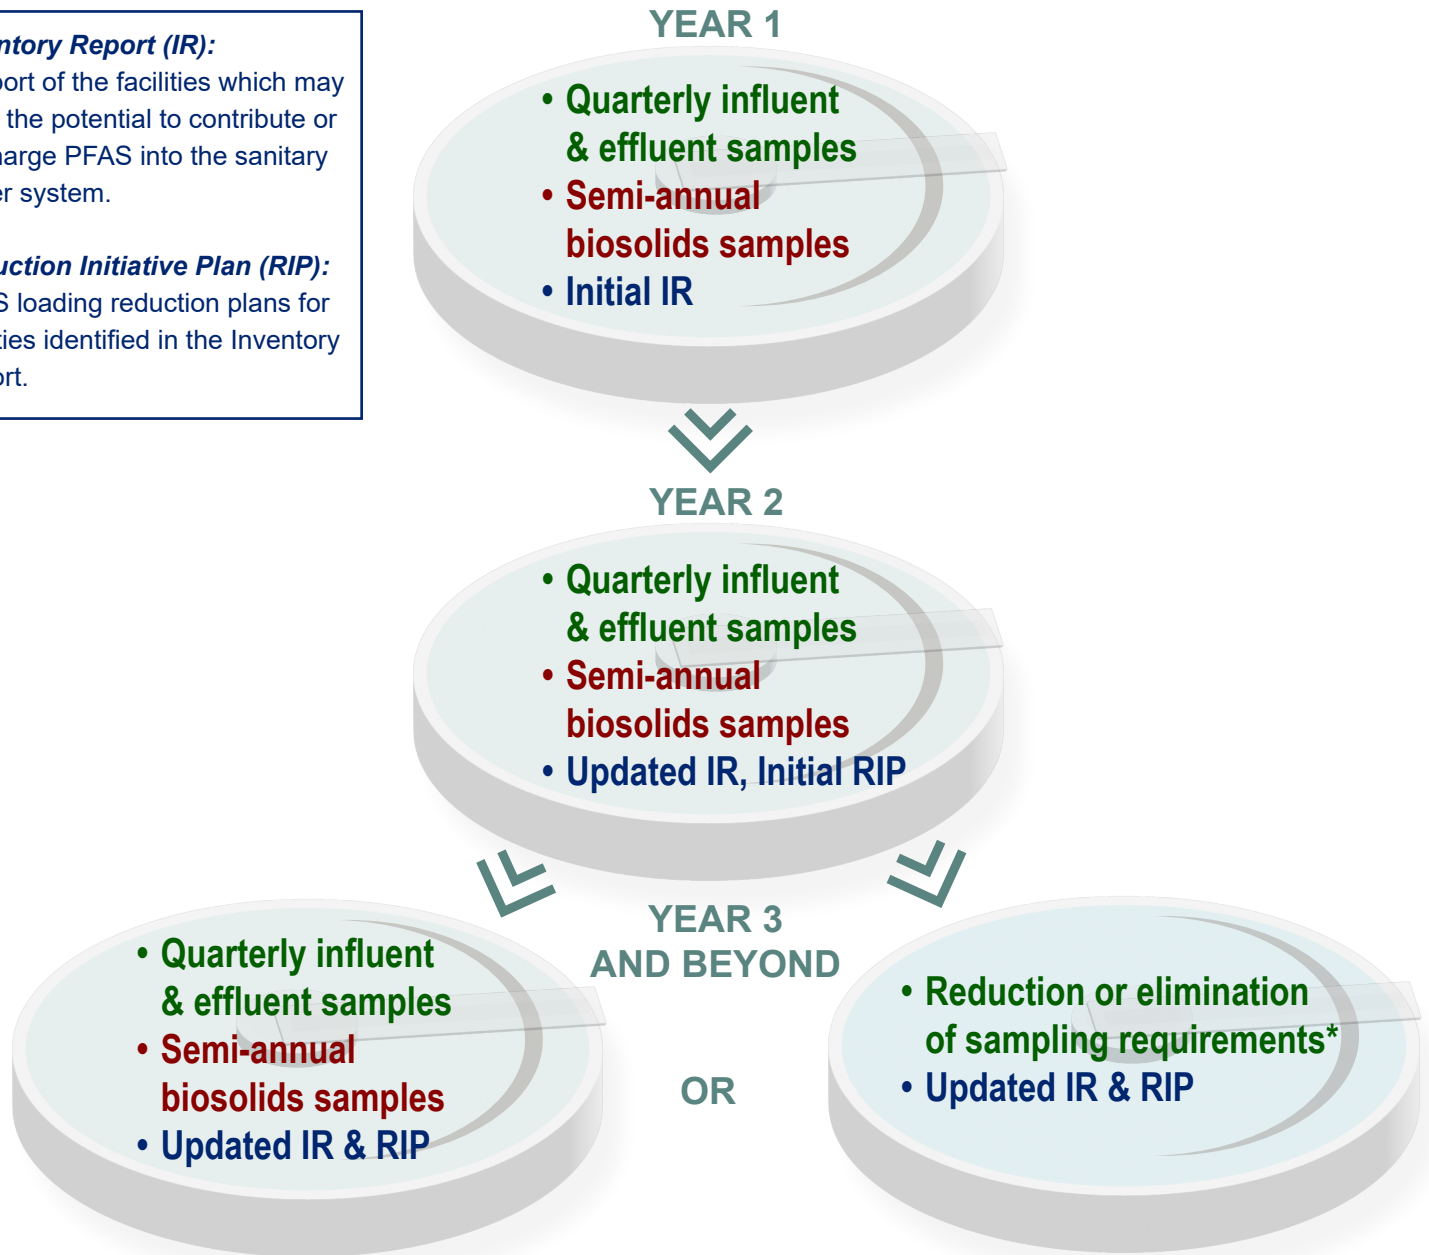 ntory Report (IR):
port of the facilities which may
the potential to contribute or
harge PFAS into the sanitary
er system.
uction Initiative Plan (RIP):
S loading reduction plans for
ties identified in the Inventory
ort.
YEAR 1
• Quarterly influent
& effluent samples
• Semi-annual
biosolids samples
• Initial IR
YEAR 2
• Quarterly influent
& effluent samples
• Semi-annual
biosolids samples
• Updated IR, Initial RIP
YEAR 3
AND BEYOND
• Quarterly influent
& effluent samples
• Semi-annual
biosolids samples
• Updated IR & RIP
OR
• Reduction or elimination
of sampling requirements*
• Updated IR & RIP